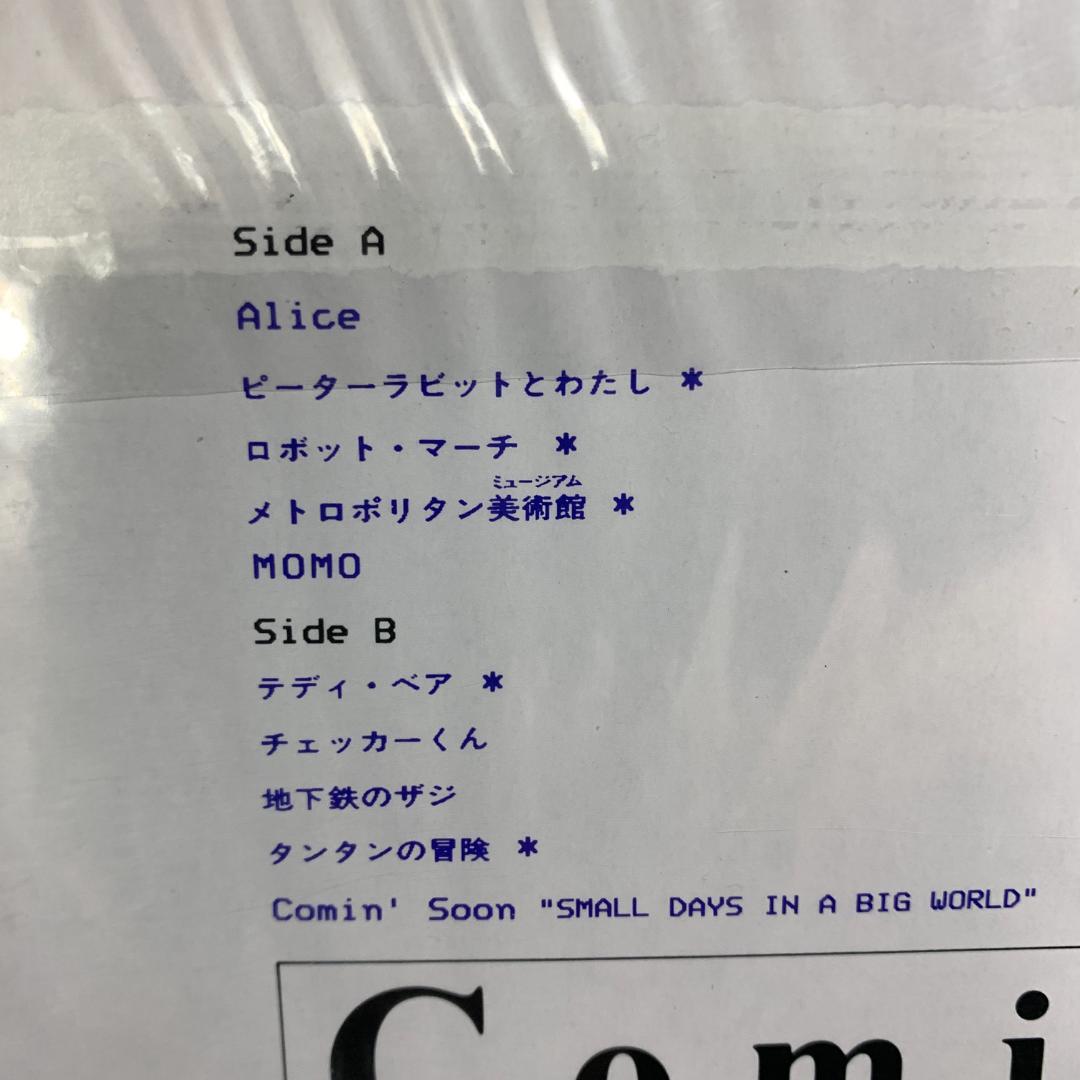 Side A
Alice
ピーターラビットとわたし *
ロボット・マーチ *
ミュージアム
メトロポリタン美術館 *
MOMO
Side B
テディ・ベア *
チェッカーくん
地下鉄のザジ
タンタンの冒険 *
Comin' Soon "SMALL DAYS IN A BIG WORLD"
Comi